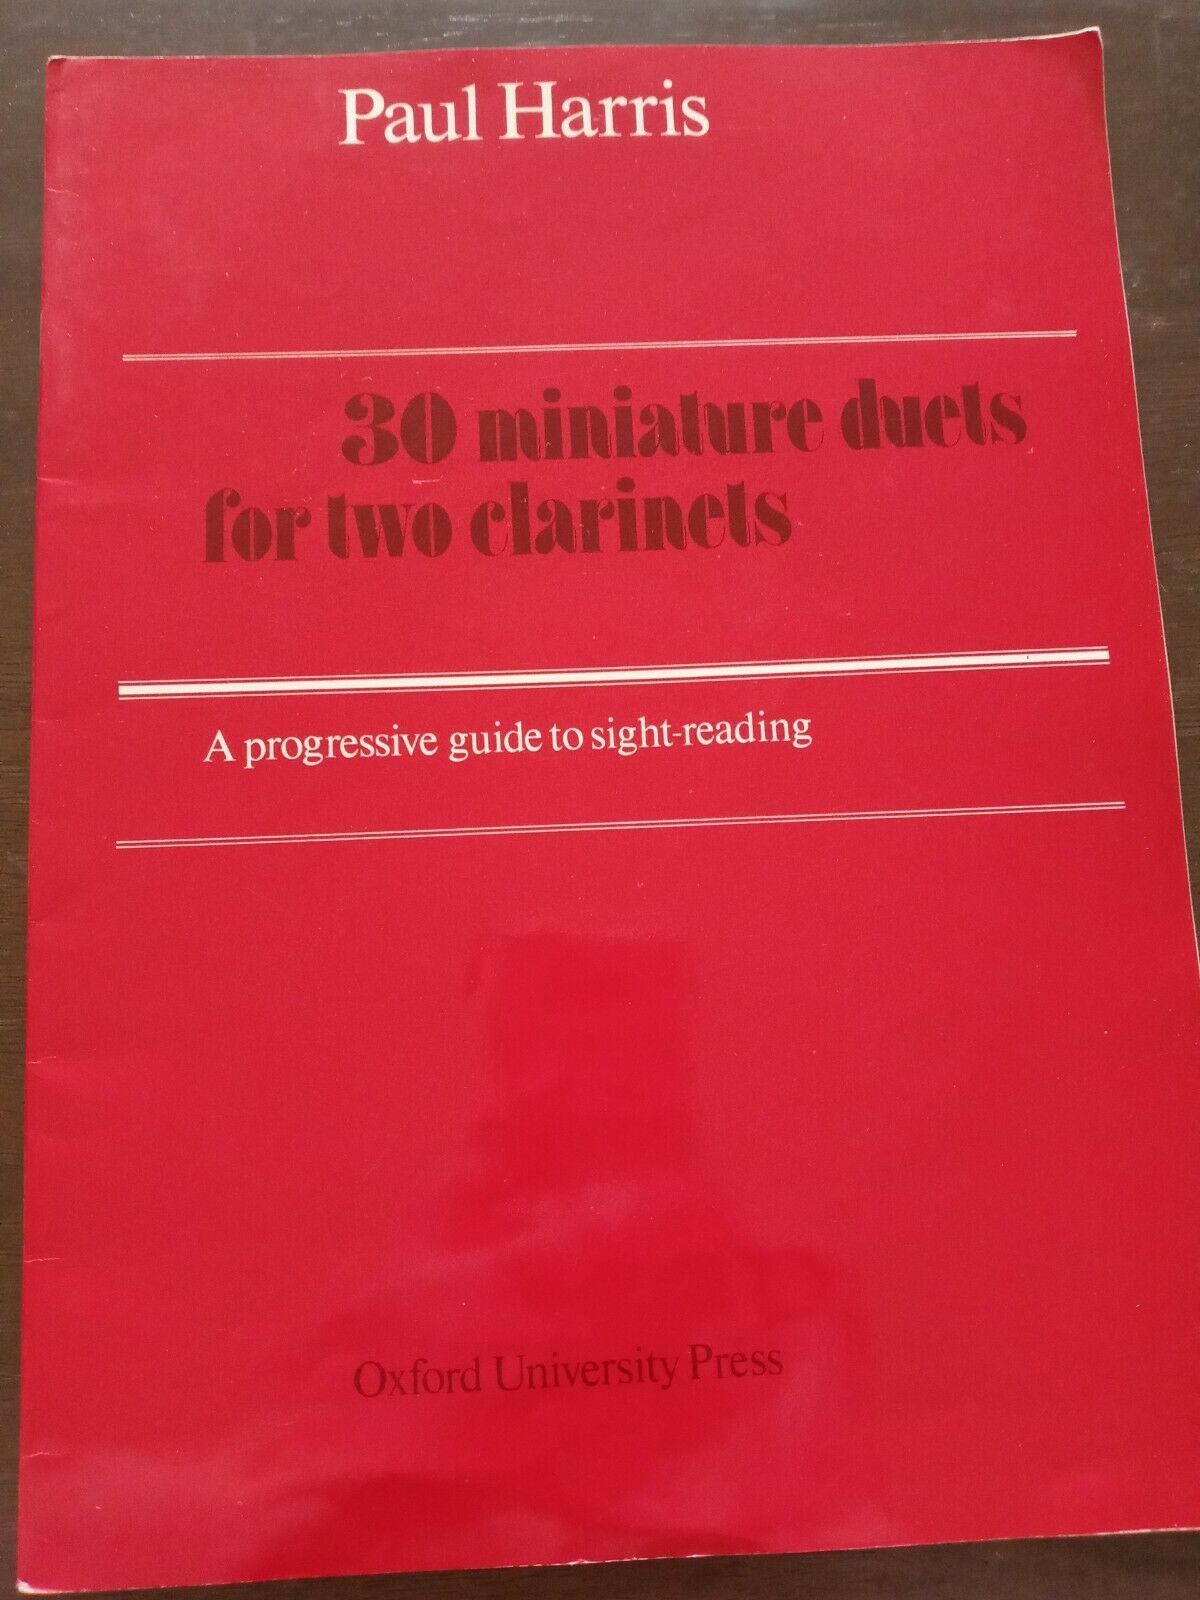 Paul Harris
30 miniature duets
for two clarinets
A progressive guide to sight-reading
Oxford University Press